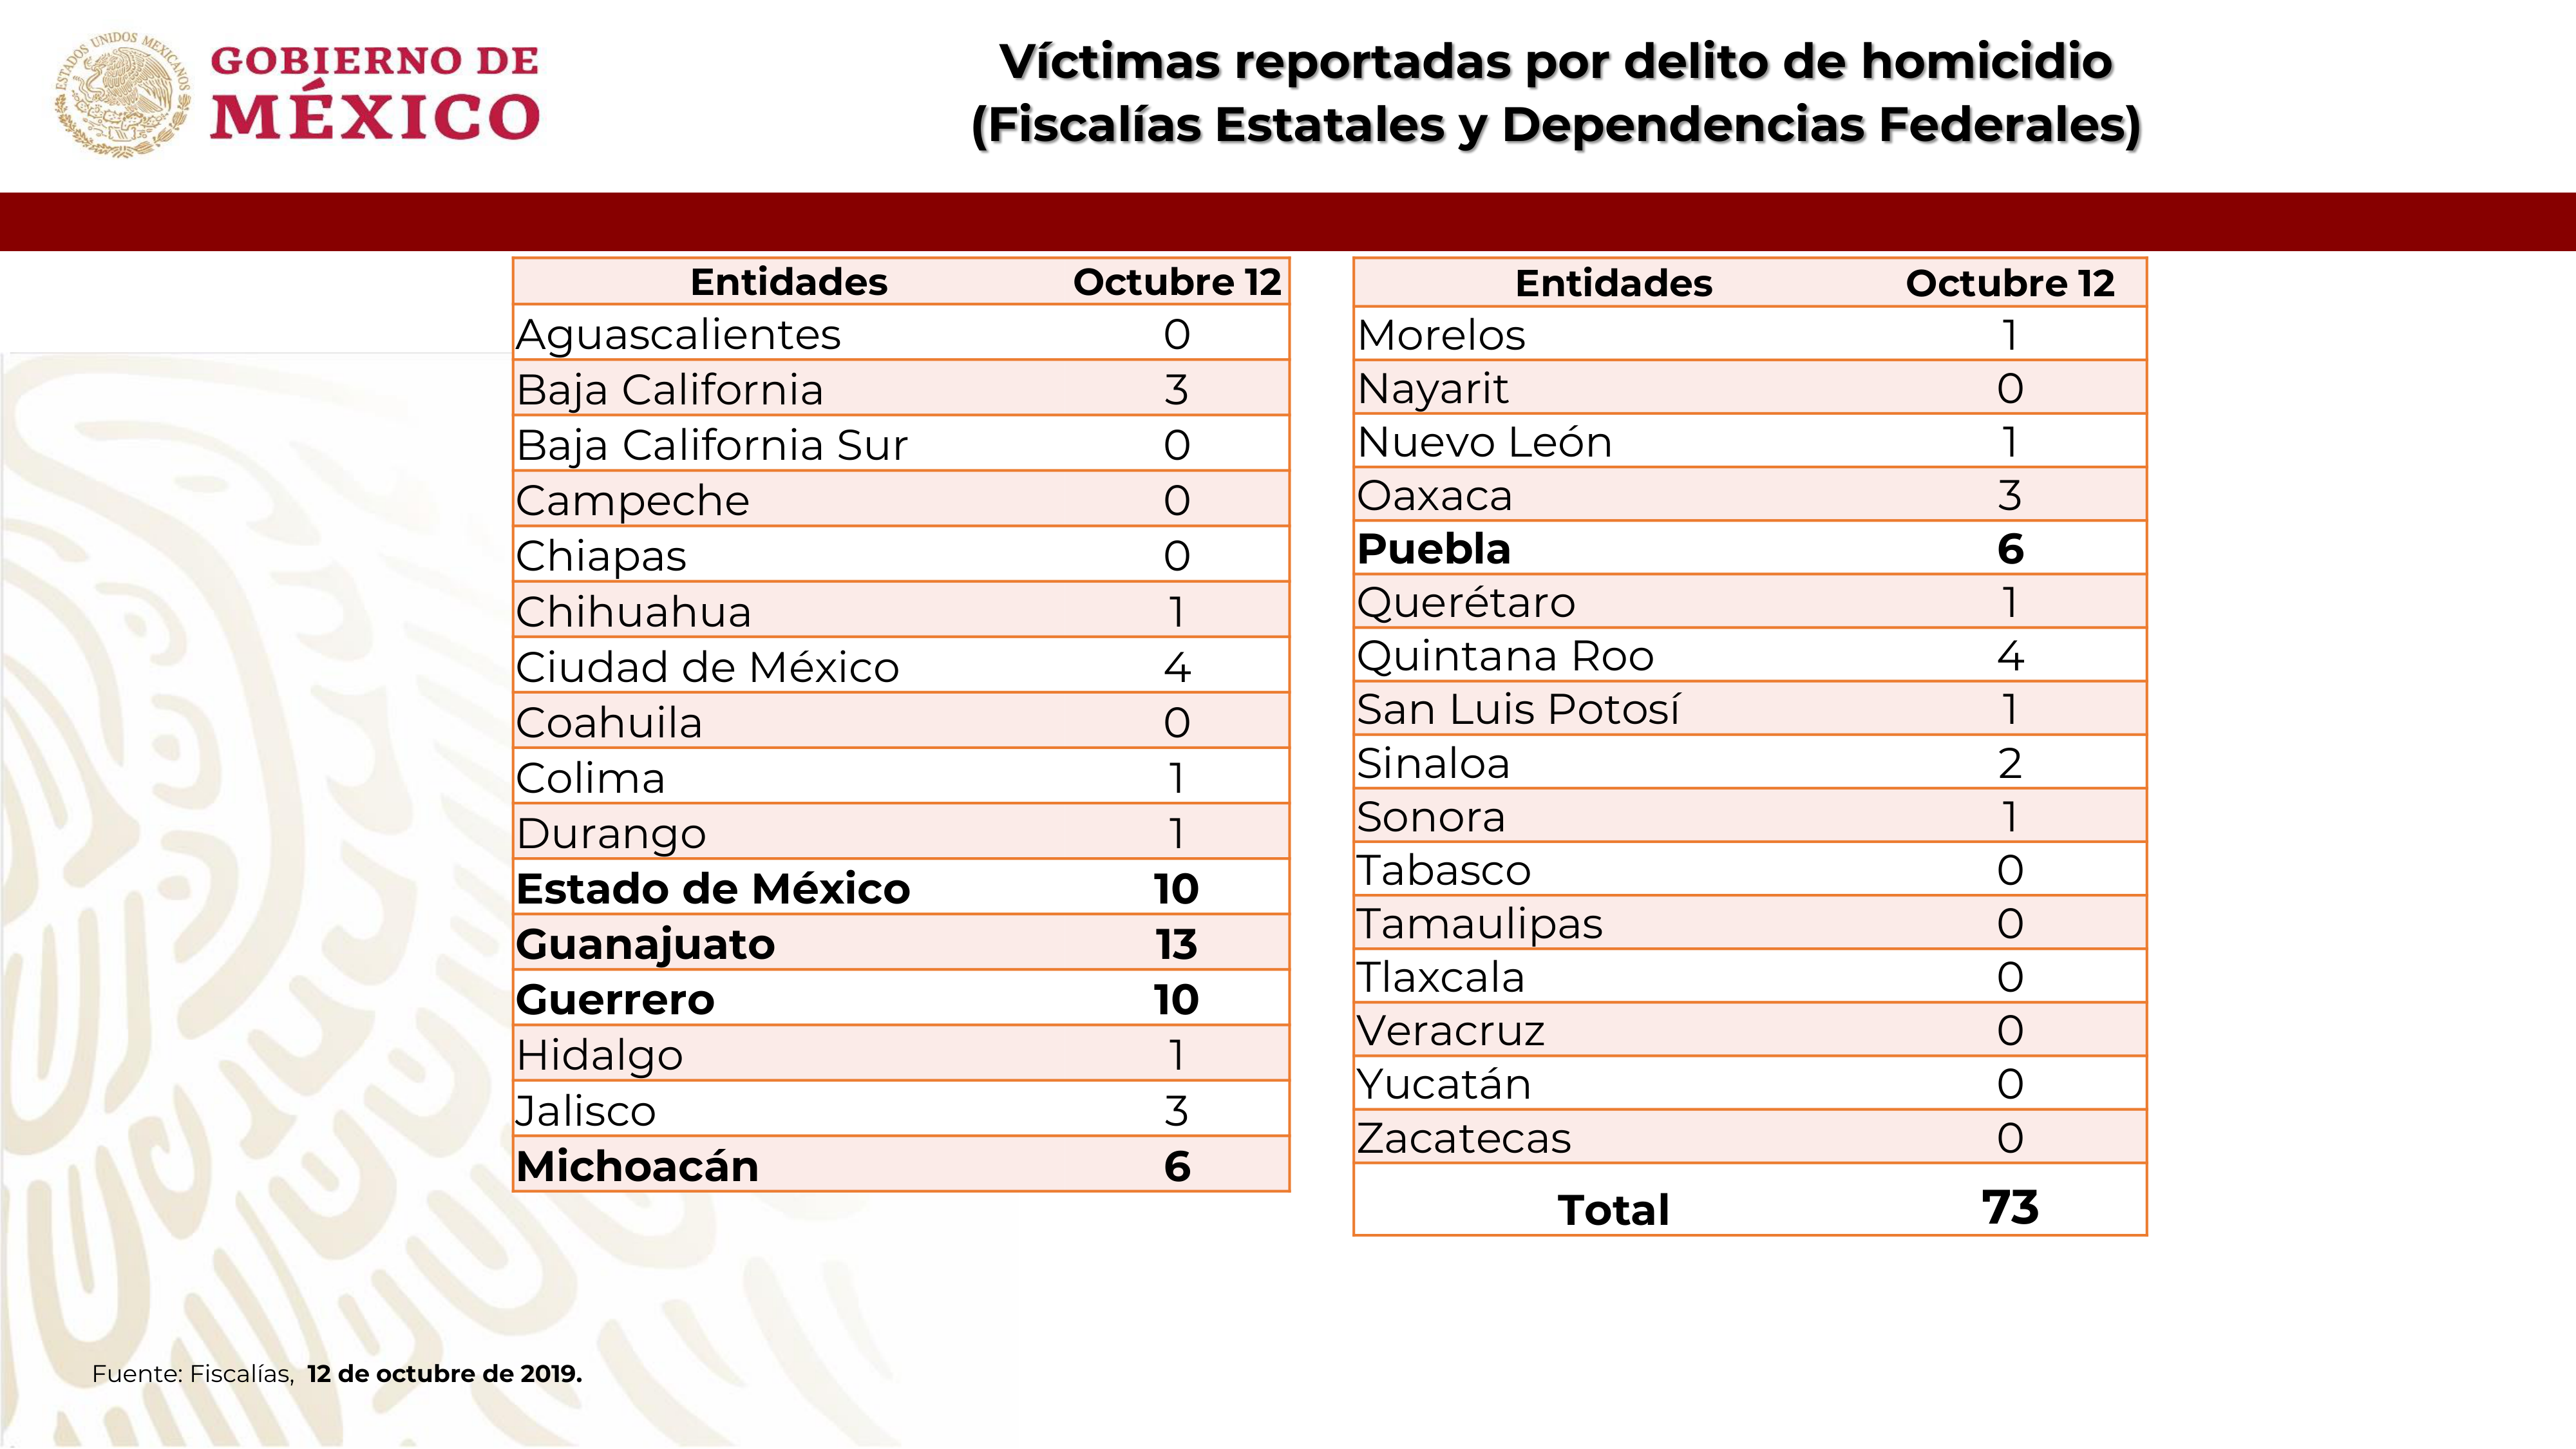 ESTADOS UNIDOS MEXICANOS
GOBIERNO DE
MÉXICO
Víctimas reportadas por delito de homicidio
(Fiscalías Estatales y Dependencias Federales)
Entidades Octubre 12
Aguascalientes 0
Baja California 3
Baja California Sur 0
Campeche 0
Chiapas 0
Chihuahua 1
Ciudad de México 4
Coahuila 0
Colima 1
Durango 1
Estado de México 10
Guanajuato 13
Guerrero 10
Hidalgo 1
Jalisco 3
Michoacán 6
Entidades Octubre 12
Morelos 1
Nayarit 0
Nuevo León 1
Oaxaca 3
Puebla 6
Querétaro 1
Quintana Roo 4
San Luis Potosí 1
Sinaloa 2
Sonora 1
Tabasco 0
Tamaulipas 0
Tlaxcala 0
Veracruz 0
Yucatán 0
Zacatecas 0
Total 73
Fuente: Fiscalías, 12 de octubre de 2019.